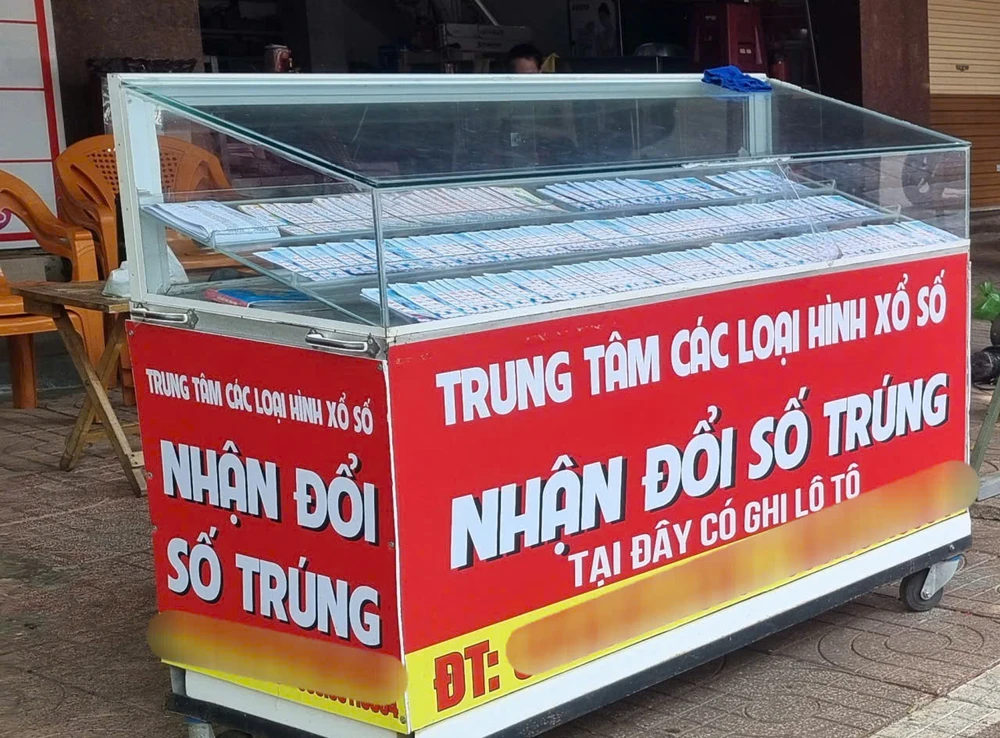 TRUNG TÂM CÁC LOẠI HÌNH XỔ SỐ
NHẬN ĐỔI
SỐ TRÚNG
TRUNG TÂM CÁC LOẠI HÌNH XỔ SỐ
NHẬN ĐỔI SỐ TRÚNG
TẠI ĐÂY CÓ GHI LÔ TÔ
ĐT: